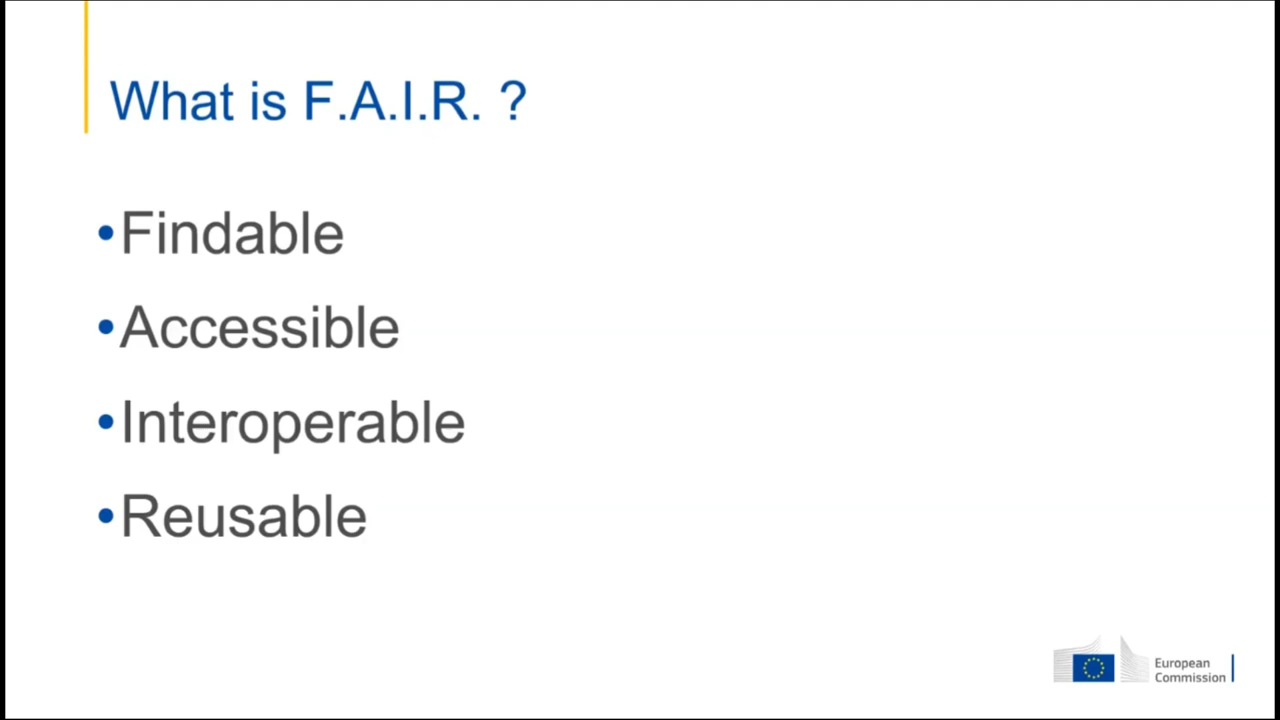 What is F.A.I.R. ?
•Findable
•Accessible
•Interoperable
•Reusable
European
Commission